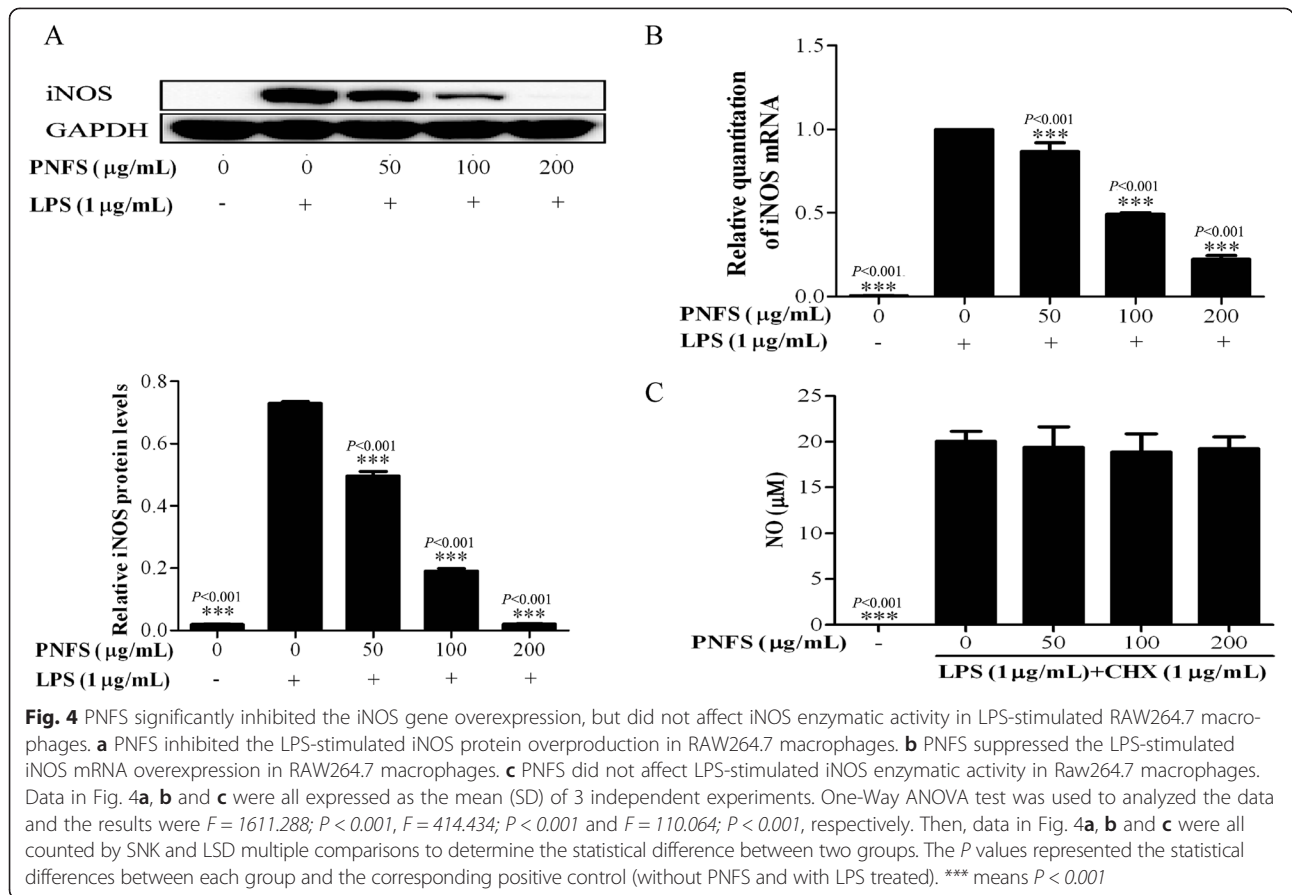 A
iNOS
GAPDH
PNFS ( μg/mL) 0 0 50 100 200
LPS (1 μg/mL) - + + + +
Relative iNOS protein levels
0.8
0.6
0.4
0.2
0.0
P<0.001
***
P<0.001
***
P<0.001
***
P<0.001
***
PNFS ( μg/mL) 0 0 50 100 200
LPS (1 μg/mL) - + + + +
B
Relative quantitation
of iNOS mRNA
1.5
1.0
0.5
0.0
P<0.001.
***
P<0.001
***
P<0.001
***
P<0.001
***
PNFS ( μg/mL) 0 0 50 100 200
LPS (1 μg/mL) - + + + +
C
NO (μM)
25
20
15
10
5
0
P<0.001
***
PNFS ( μg/mL) - 0 50 100 200
LPS (1 μg/mL)+CHX (1 μg/mL)
Fig. 4 PNFS significantly inhibited the iNOS gene overexpression, but did not affect iNOS enzymatic activity in LPS-stimulated RAW264.7 macro-
phages. a PNFS inhibited the LPS-stimulated iNOS protein overproduction in RAW264.7 macrophages. b PNFS suppressed the LPS-stimulated
iNOS mRNA overexpression in RAW264.7 macrophages. c PNFS did not affect LPS-stimulated iNOS enzymatic activity in Raw264.7 macrophages.
Data in Fig. 4a, b and c were all expressed as the mean (SD) of 3 independent experiments. One-Way ANOVA test was used to analyzed the data
and the results were F = 1611.288; P < 0.001, F = 414.434; P < 0.001 and F = 110.064; P < 0.001, respectively. Then, data in Fig. 4a, b and c were all
counted by SNK and LSD multiple comparisons to determine the statistical difference between two groups. The P values represented the statistical
differences between each group and the corresponding positive control (without PNFS and with LPS treated). *** means P < 0.001